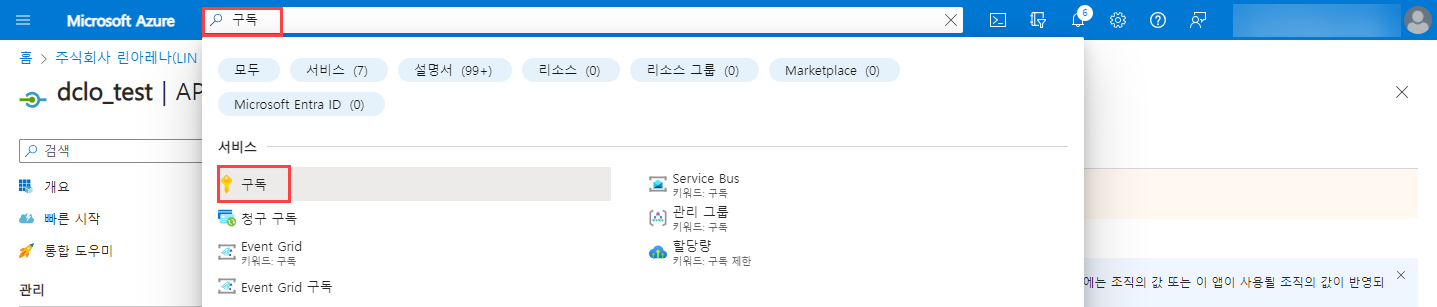 Microsoft Azure
구독
6
홈 > 주식회사 린아레나(LIN
dclo_test | AP
모두
서비스 (7)
설명서 (99+)
리소스 (0)
리소스 그룹 (0)
Marketplace (0)
Microsoft Entra ID (0)
서비스
검색
개요
빠른 시작
통합 도우미
관리
구독
청구 구독
Event Grid
키워드: 구독
Event Grid 구독
Service Bus
키워드: 구독
관리 그룹
키워드: 구독
할당량
키워드: 구독 제한
에는 조직의 값 또는 이 앱이 사용될 조직의 값이 반영되